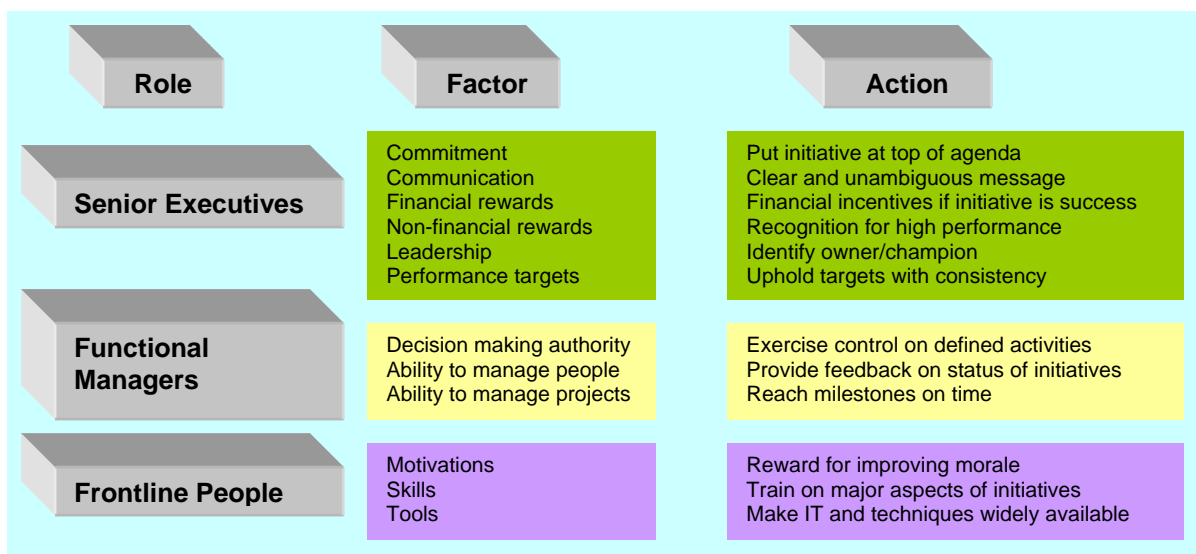 Role Factor Action
Senior Executives
Commitment Put initiative at top of agenda
Communication Clear and unambiguous message
Financial rewards Financial incentives if initiative is success
Non-financial rewards Recognition for high performance
Leadership Identify owner/champion
Performance targets Uphold targets with consistency
Functional
Managers
Decision making authority Exercise control on defined activities
Ability to manage people Provide feedback on status of initiatives
Ability to manage projects Reach milestones on time
Frontline People
Motivations Reward for improving morale
Skills Train on major aspects of initiatives
Tools Make IT and techniques widely available